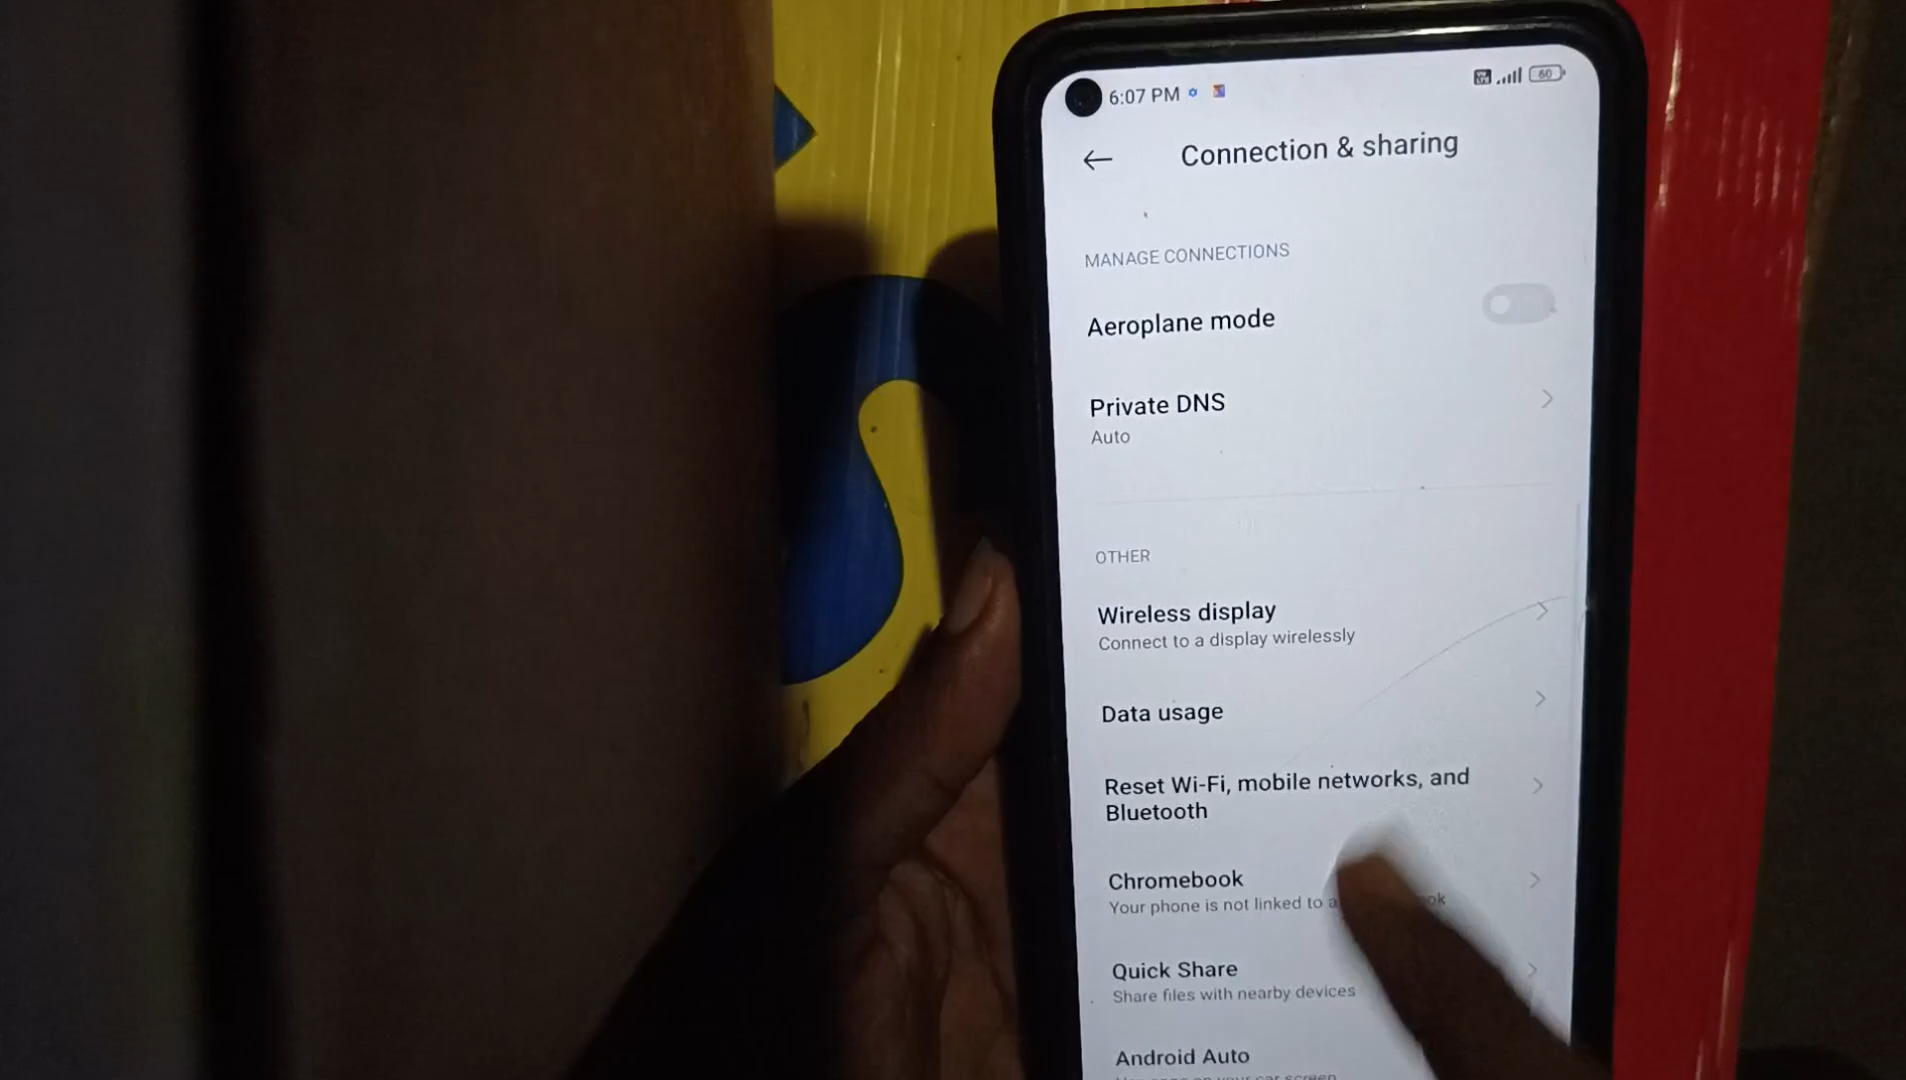 6:07 PM
60
Connection & sharing
MANAGE CONNECTIONS
Aeroplane mode
Private DNS
Auto
OTHER
Wireless display
Connect to a display wirelessly
Data usage
Reset Wi-Fi, mobile networks, and
Bluetooth
Chromebook
Your phone is not linked to a
Quick Share
Share files with nearby devices
Android Auto